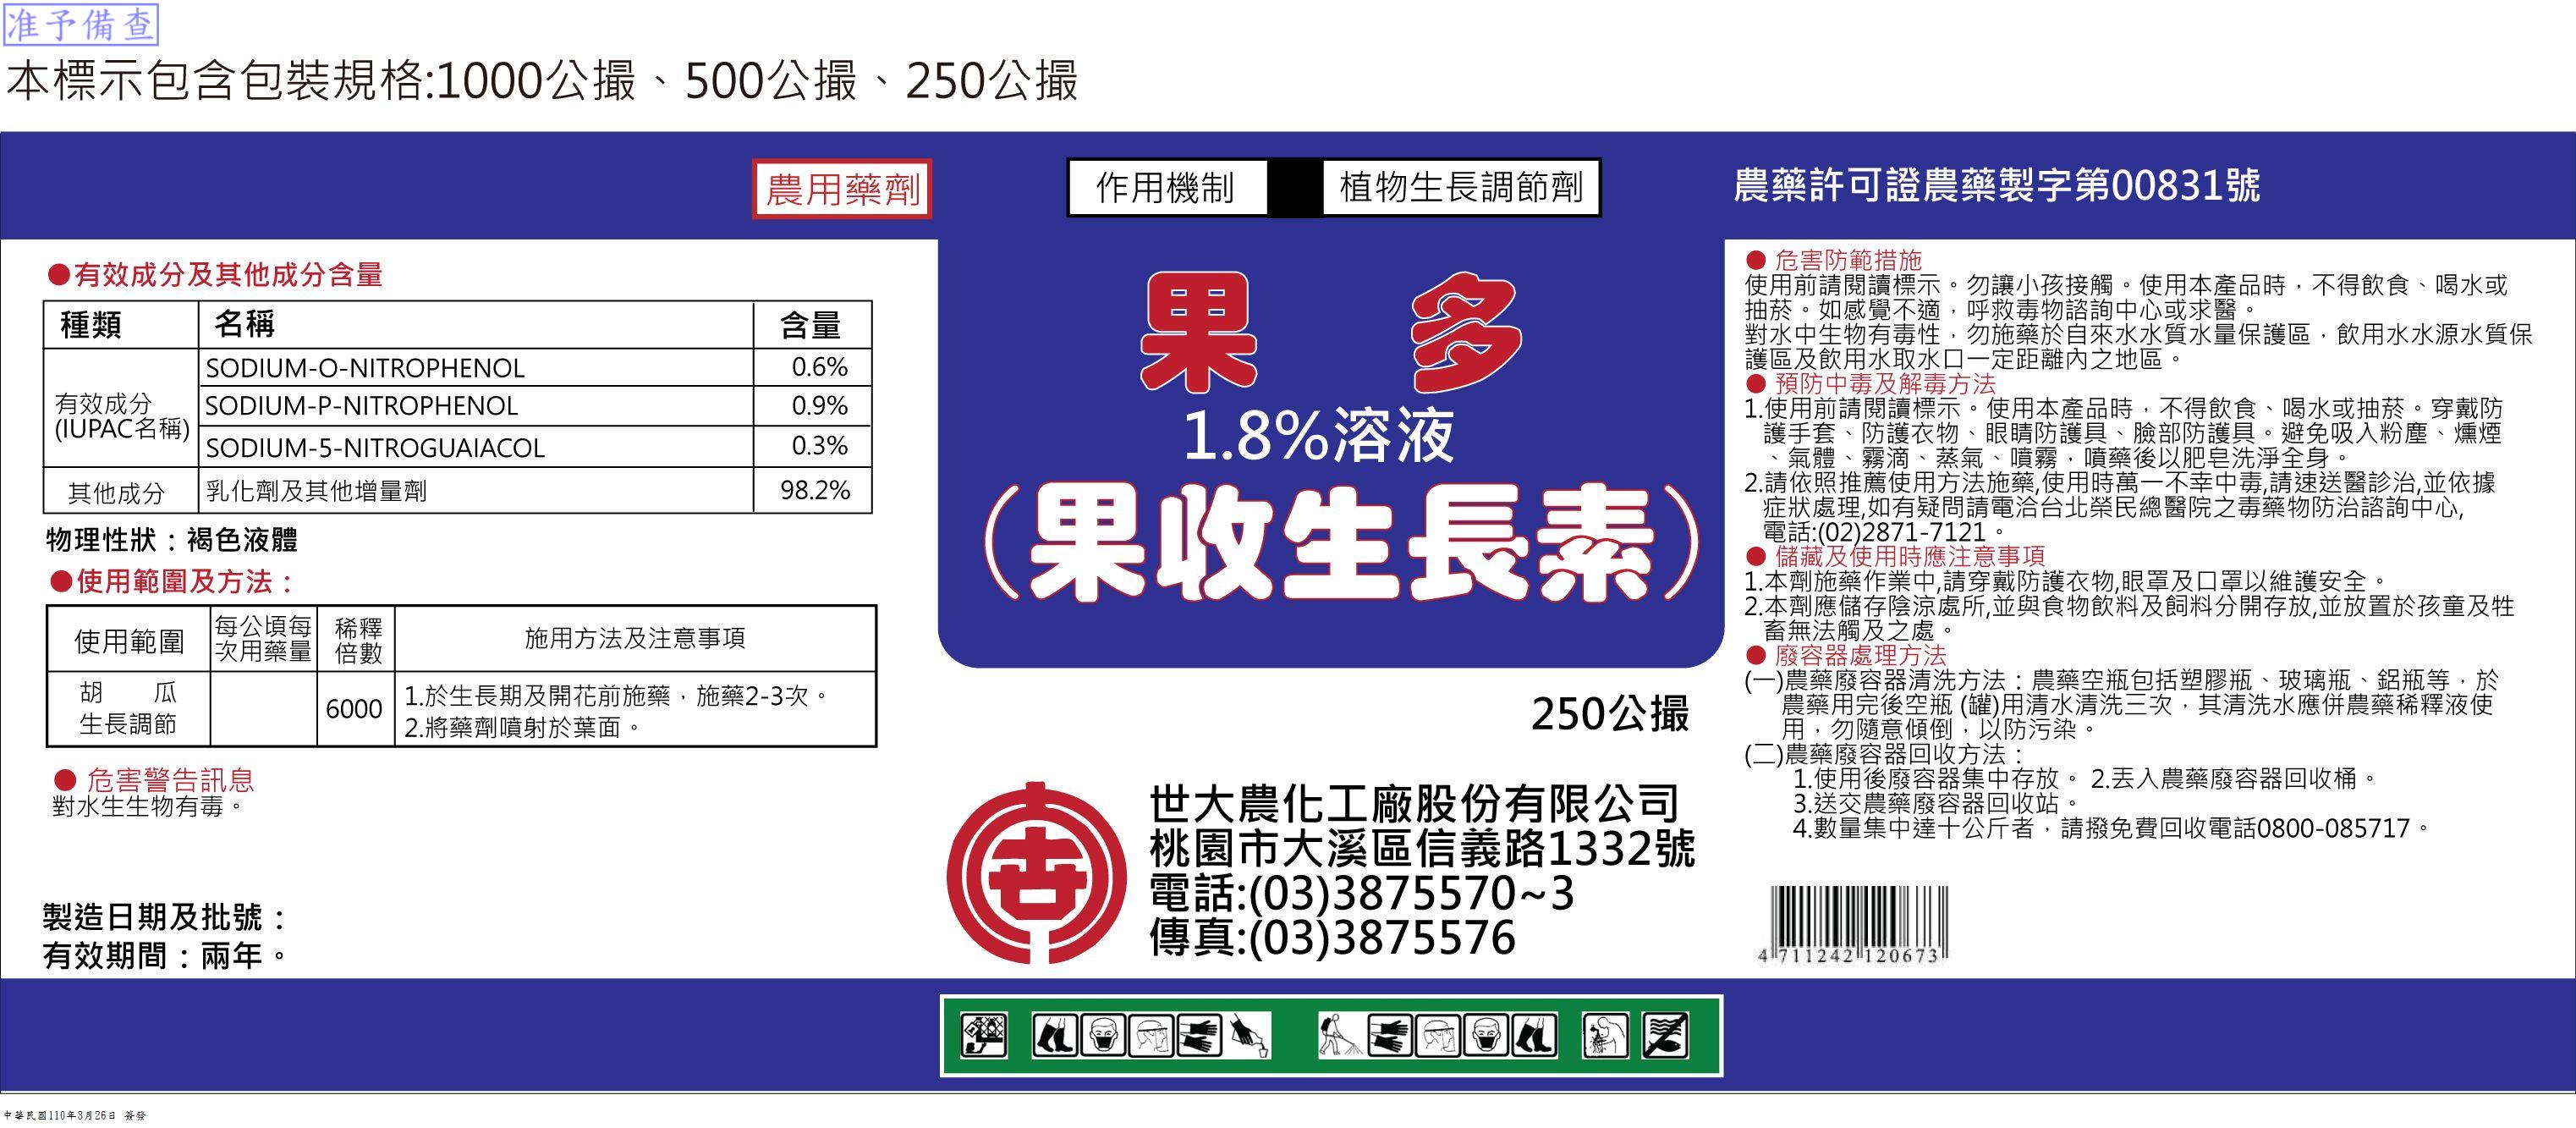 准予備查
本標示包含包裝規格:1000公撮、500公撮、250公撮
農用藥劑
作用機制 植物生長調節劑
農藥許可證農藥製字第00831號
●有效成分及其他成分含量
種類 名稱 含量
有效成分
(IUPAC名稱)
SODIUM-O-NITROPHENOL 0.6%
SODIUM-P-NITROPHENOL 0.9%
SODIUM-5-NITROGUAIACOL 0.3%
其他成分 乳化劑及其他增量劑 98.2%
物理性狀：褐色液體
●使用範圍及方法：
使用範圍 每公頃每次用藥量 稀釋倍數 施用方法及注意事項
胡 瓜
生長調節
6000
1.於生長期及開花前施藥，施藥2-3次。
2.將藥劑噴射於葉面。
● 危害警告訊息
對水生生物有毒。
製造日期及批號：
有效期間：兩年。
果 多
1.8%溶液
(果收生長素)
250公撮
世大農化工廠股份有限公司
桃園市大溪區信義路1332號
電話:(03)3875570~3
傳真:(03)3875576
● 危害防範措施
使用前請閱讀標示。勿讓小孩接觸。使用本產品時，不得飲食、喝水或
抽菸。如感覺不適，呼救毒物諮詢中心或求醫。
對水中生物有毒性，勿施藥於自來水水質水量保護區，飲用水水源水質保
護區及飲用水取水口一定距離內之地區。
● 預防中毒及解毒方法
1.使用前請閱讀標示。使用本產品時，不得飲食、喝水或抽菸。穿戴防
護手套、防護衣物、眼睛防護具、臉部防護具。避免吸入粉塵、燻煙
、氣體、霧滴、蒸氣、噴霧，噴藥後以肥皂洗淨全身。
2.請依照推薦使用方法施藥,使用時萬一不幸中毒,請速送醫診治,並依據
症狀處理,如有疑問請電洽台北榮民總醫院之毒藥物防治諮詢中心,
電話:(02)2871-7121。
● 儲藏及使用時應注意事項
1.本劑施藥作業中,請穿戴防護衣物,眼罩及口罩以維護安全。
2.本劑應儲存陰涼處所,並與食物飲料及飼料分開存放,並放置於孩童及牲
畜無法觸及之處。
● 廢容器處理方法
(一)農藥廢容器清洗方法：農藥空瓶包括塑膠瓶、玻璃瓶、鋁瓶等，於
農藥用完後空瓶 (罐)用清水清洗三次，其清洗水應併農藥稀釋液使
用，勿隨意傾倒，以防污染。
(二)農藥廢容器回收方法：
1.使用後廢容器集中存放。 2.丟入農藥廢容器回收桶。
3.送交農藥廢容器回收站。
4.數量集中達十公斤者，請撥免費回收電話0800-085717。
4 711242 120673
中華民國110年3月26日 簽發